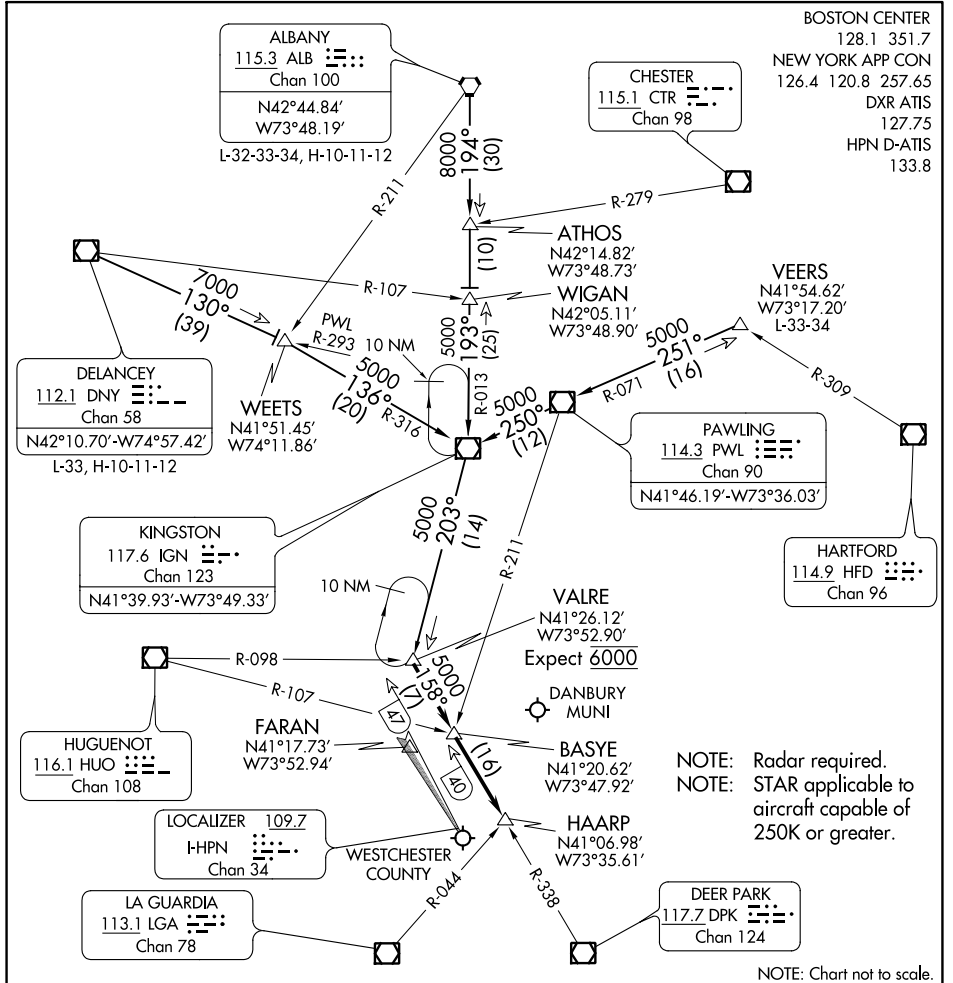 BOSTON CENTER
128.1 351.7
NEW YORK APP CON
126.4 120.8 257.65
DXR ATIS
127.75
HPN D-ATIS
133.8
ALBANY
115.3 ALB
Chan 100
N42°44.84′
W73°48.19′
L-32-33-34, H-10-11-12
CHESTER
115.1 CTR
Chan 98
8000
194°
(30)
R-211
R-279
ATHOS
N42°14.82′
W73°48.73′
(10)
WIGAN
N42°05.11′
W73°48.90′
VEERS
N41°54.62′
W73°17.20′
L-33-34
7000
130°
(39)
R-107
PWL
R-293
10 NM
5000
193°
(25)
R-013
5000
251°
(16)
R-071
R-309
DELANCEY
112.1 DNY
Chan 58
N42°10.70′-W74°57.42′
L-33, H-10-11-12
WEETS
N41°51.45′
W74°11.86′
5000
136°
(20)
R-316
5000
250°
(12)
PAWLING
114.3 PWL
Chan 90
N41°46.19′-W73°36.03′
KINGSTON
117.6 IGN
Chan 123
N41°39.93′-W73°49.33′
5000
203°
(14)
R-211
HARTFORD
114.9 HFD
Chan 96
10 NM
VALRE
N41°26.12′
W73°52.90′
Expect 6000
R-098
R-107
5000
158°
(7)
DANBURY
MUNI
HUGUENOT
116.1 HUO
Chan 108
FARAN
N41°17.73′
W73°52.94′
47
40
(16)
BASYE
N41°20.62′
W73°47.92′
NOTE: Radar required.
NOTE: STAR applicable to
aircraft capable of
250K or greater.
LOCALIZER 109.7
I-HPN
Chan 34
WESTCHESTER
COUNTY
HAARP
N41°06.98′
W73°35.61′
LA GUARDIA
113.1 LGA
Chan 78
R-044
R-338
DEER PARK
117.7 DPK
Chan 124
NOTE: Chart not to scale.